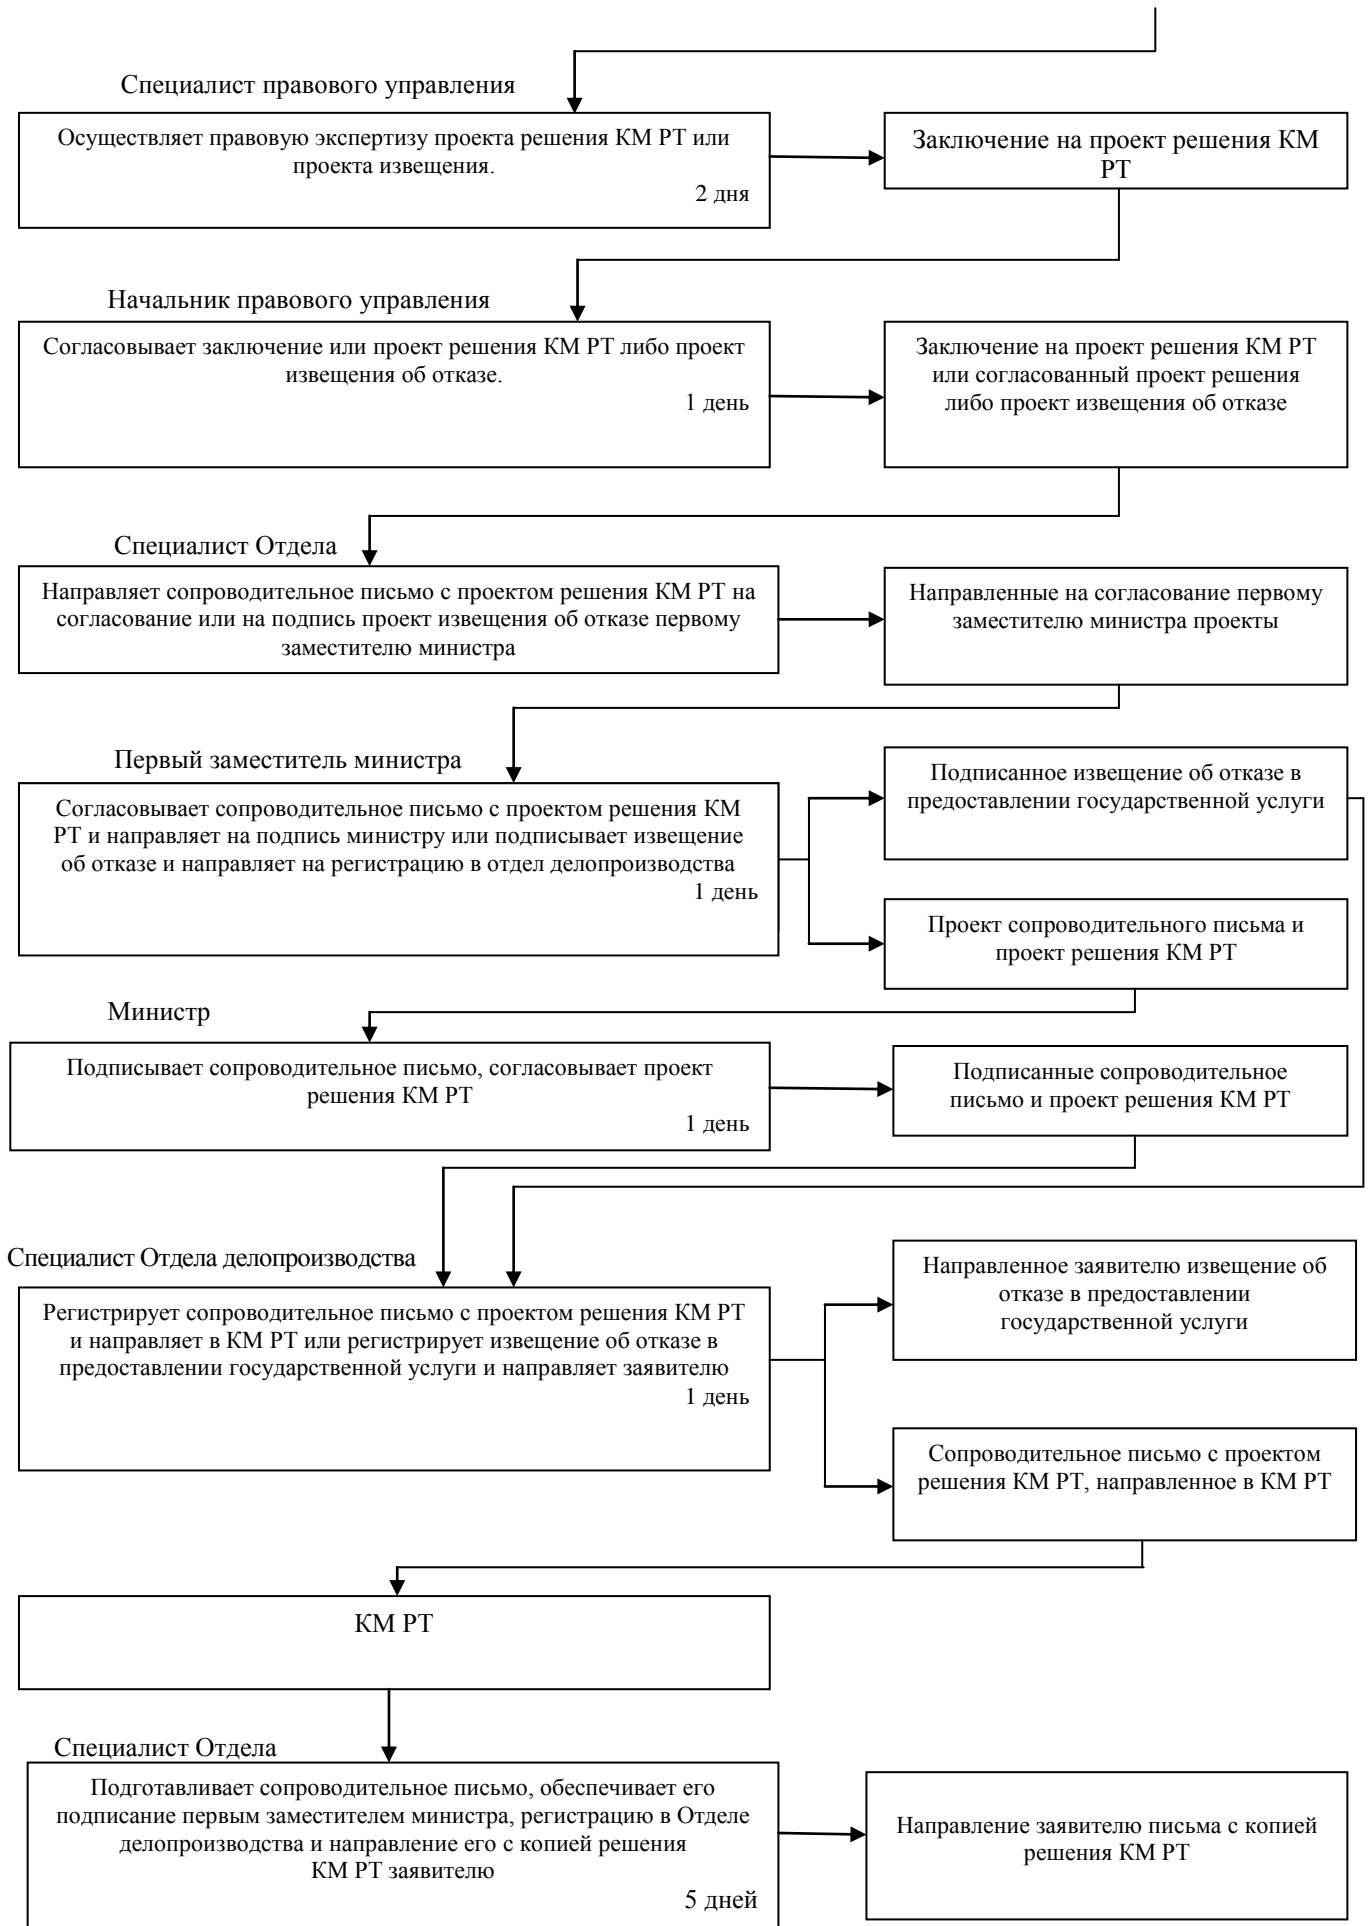 Специалист правового управления
Осуществляет правовую экспертизу проекта решения КМ РТ или
проекта извещения.
2 дня
Заключение на проект решения КМ
РТ
Начальник правового управления
Согласовывает заключение или проект решения КМ РТ либо проект
извещения об отказе.
1 день
Заключение на проект решения КМ РТ
или согласованный проект решения
либо проект извещения об отказе
Специалист Отдела
Направляет сопроводительное письмо с проектом решения КМ РТ на
согласование или на подпись проект извещения об отказе первому
заместителю министра
Направленные на согласование первому
заместителю министра проекты
Первый заместитель министра
Согласовывает сопроводительное письмо с проектом решения КМ
РТ и направляет на подпись министру или подписывает извещение
об отказе и направляет на регистрацию в отдел делопроизводства
1 день
Подписанное извещение об отказе в
предоставлении государственной услуги
Проект сопроводительного письма и
проект решения КМ РТ
Министр
Подписывает сопроводительное письмо, согласовывает проект
решения КМ РТ
1 день
Подписанные сопроводительное
письмо и проект решения КМ РТ
Специалист Отдела делопроизводства
Регистрирует сопроводительное письмо с проектом решения КМ РТ
и направляет в КМ РТ или регистрирует извещение об отказе в
предоставлении государственной услуги и направляет заявителю
1 день
Направленное заявителю извещение об
отказе в предоставлении
государственной услуги
Сопроводительное письмо с проектом
решения КМ РТ, направленное в КМ РТ
КМ РТ
Специалист Отдела
Подготавливает сопроводительное письмо, обеспечивает его
подписание первым заместителем министра, регистрацию в Отделе
делопроизводства и направление его с копией решения
КМ РТ заявителю
5 дней
Направление заявителю письма с копией
решения КМ РТ